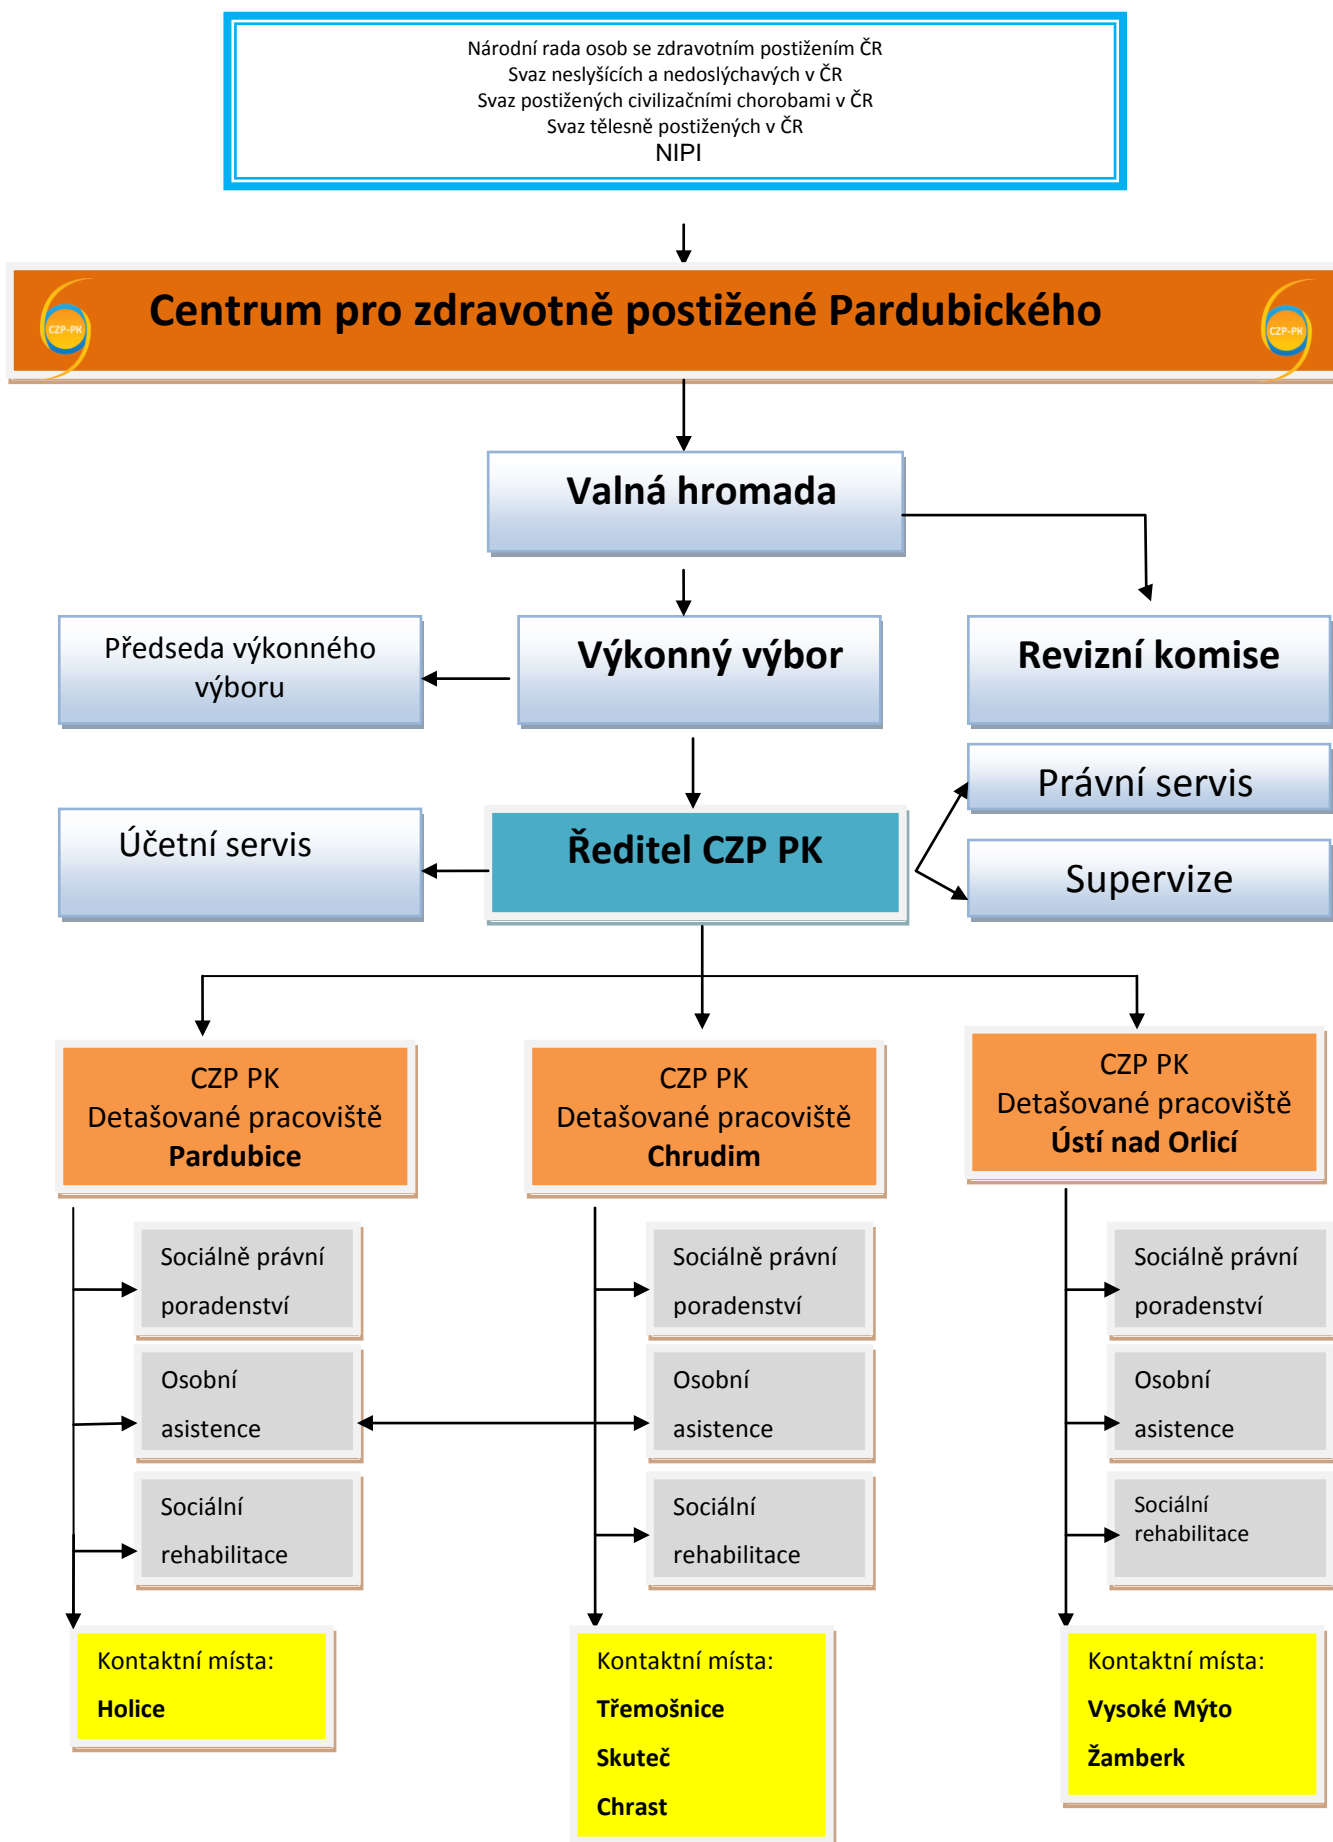 Národní rada osob se zdravotním postižením ČR
Svaz neslyšících a nedoslýchavých v ČR
Svaz postižených civilizačními chorobami v ČR
Svaz tělesně postižených v ČR
NIPI
CZP-PK
Centrum pro zdravotně postižené Pardubického
CZP-PK
Valná hromada
Předseda výkonného
výboru
Výkonný výbor
Revizní komise
Právní servis
Účetní servis
Ředitel CZP PK
Supervize
CZP PK
Detašované pracoviště
Pardubice
CZP PK
Detašované pracoviště
Chrudim
CZP PK
Detašované pracoviště
Ústí nad Orlicí
Sociálně právní
poradenství
Sociálně právní
poradenství
Sociálně právní
poradenství
Osobní
asistence
Osobní
asistence
Osobní
asistence
Sociální
rehabilitace
Sociální
rehabilitace
Sociální
rehabilitace
Kontaktní místa:
Holice
Kontaktní místa:
Třemošnice
Skuteč
Chrast
Kontaktní místa:
Vysoké Mýto
Žamberk